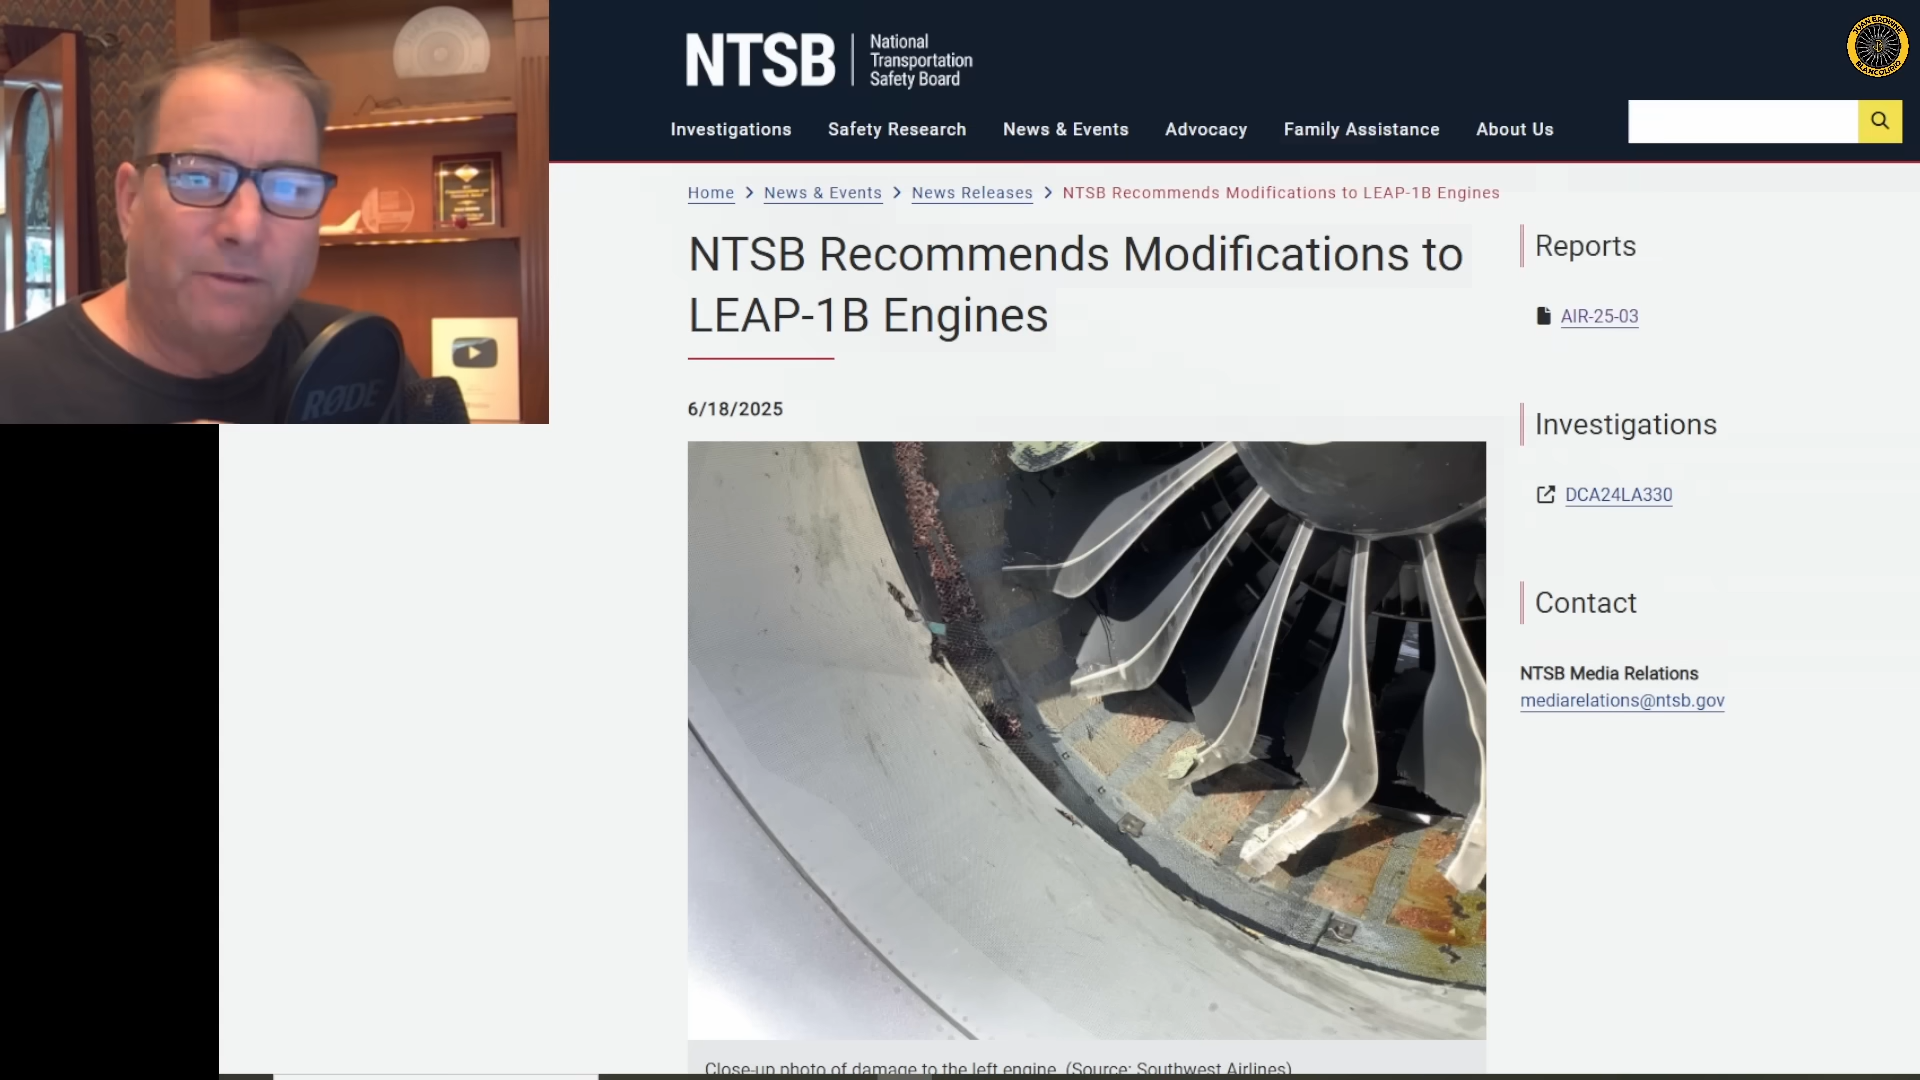 NTSB
National
Transportation
Safety Board
JUAN BROWNE
BLANCOLIRIO
Investigations
Safety Research
News & Events
Advocacy
Family Assistance
About Us
Home > News & Events > News Releases > NTSB Recommends Modifications to LEAP-1B Engines
NTSB Recommends Modifications to
LEAP-1B Engines
6/18/2025
Reports
AIR-25-03
Investigations
DCA24LA330
Contact
NTSB Media Relations
mediarelations@ntsb.gov
RØDE
Close-up photo of damage to the left engine. (Source: Southwest Airlines)